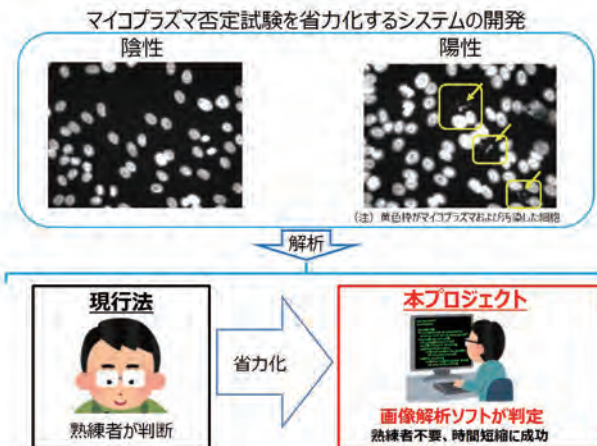 マイコプラズマ否定試験を省力化するシステムの開発
陰性
陽性
(注) 黄色枠がマイコプラズマおよび汚染した細胞
解析
現行法
熟練者が判断
省力化
本プロジェクト
画像解析ソフトが判定
熟練者不要、時間短縮に成功